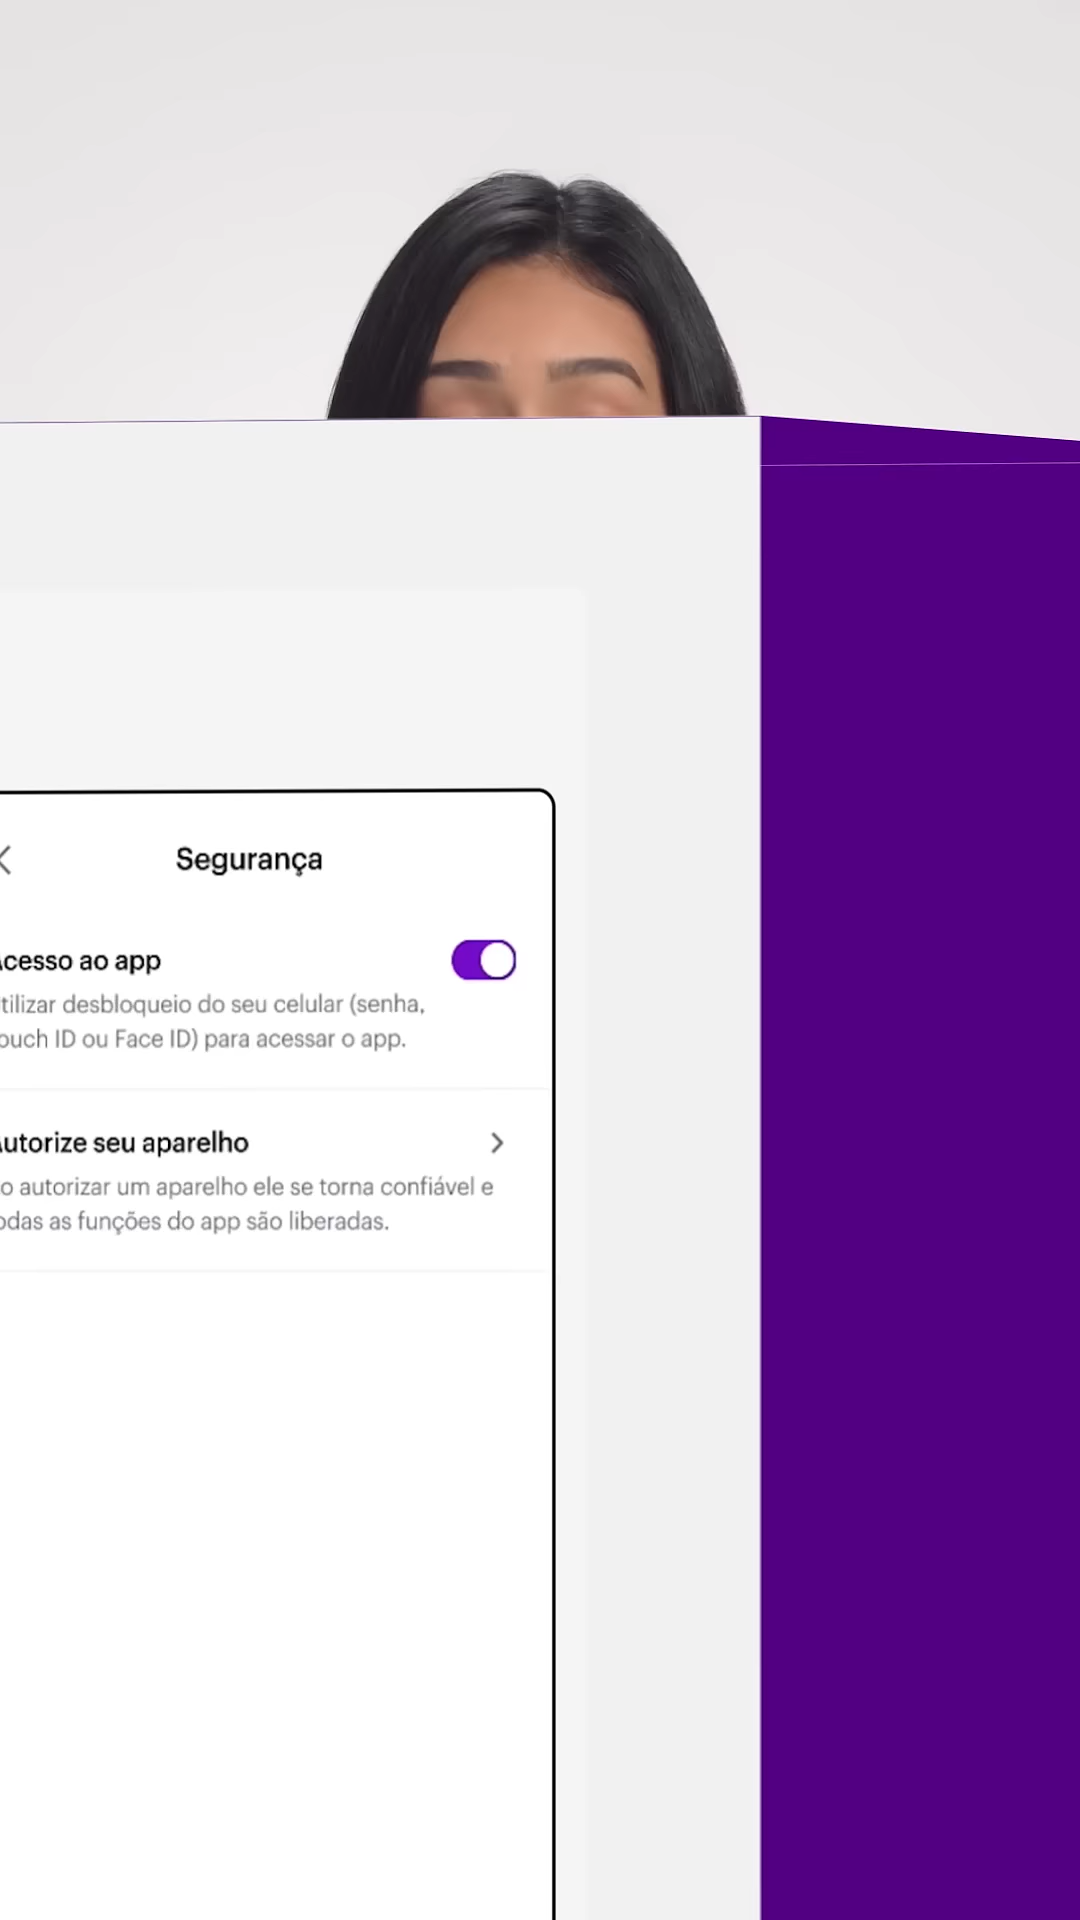 Segurança
cesso ao app
tilizar desbloqueio do seu celular (senha,
ouch ID ou Face ID) para acessar o app.
utorize seu aparelho
o autorizar um aparelho ele se torna confiável e
odas as funções do app são liberadas.